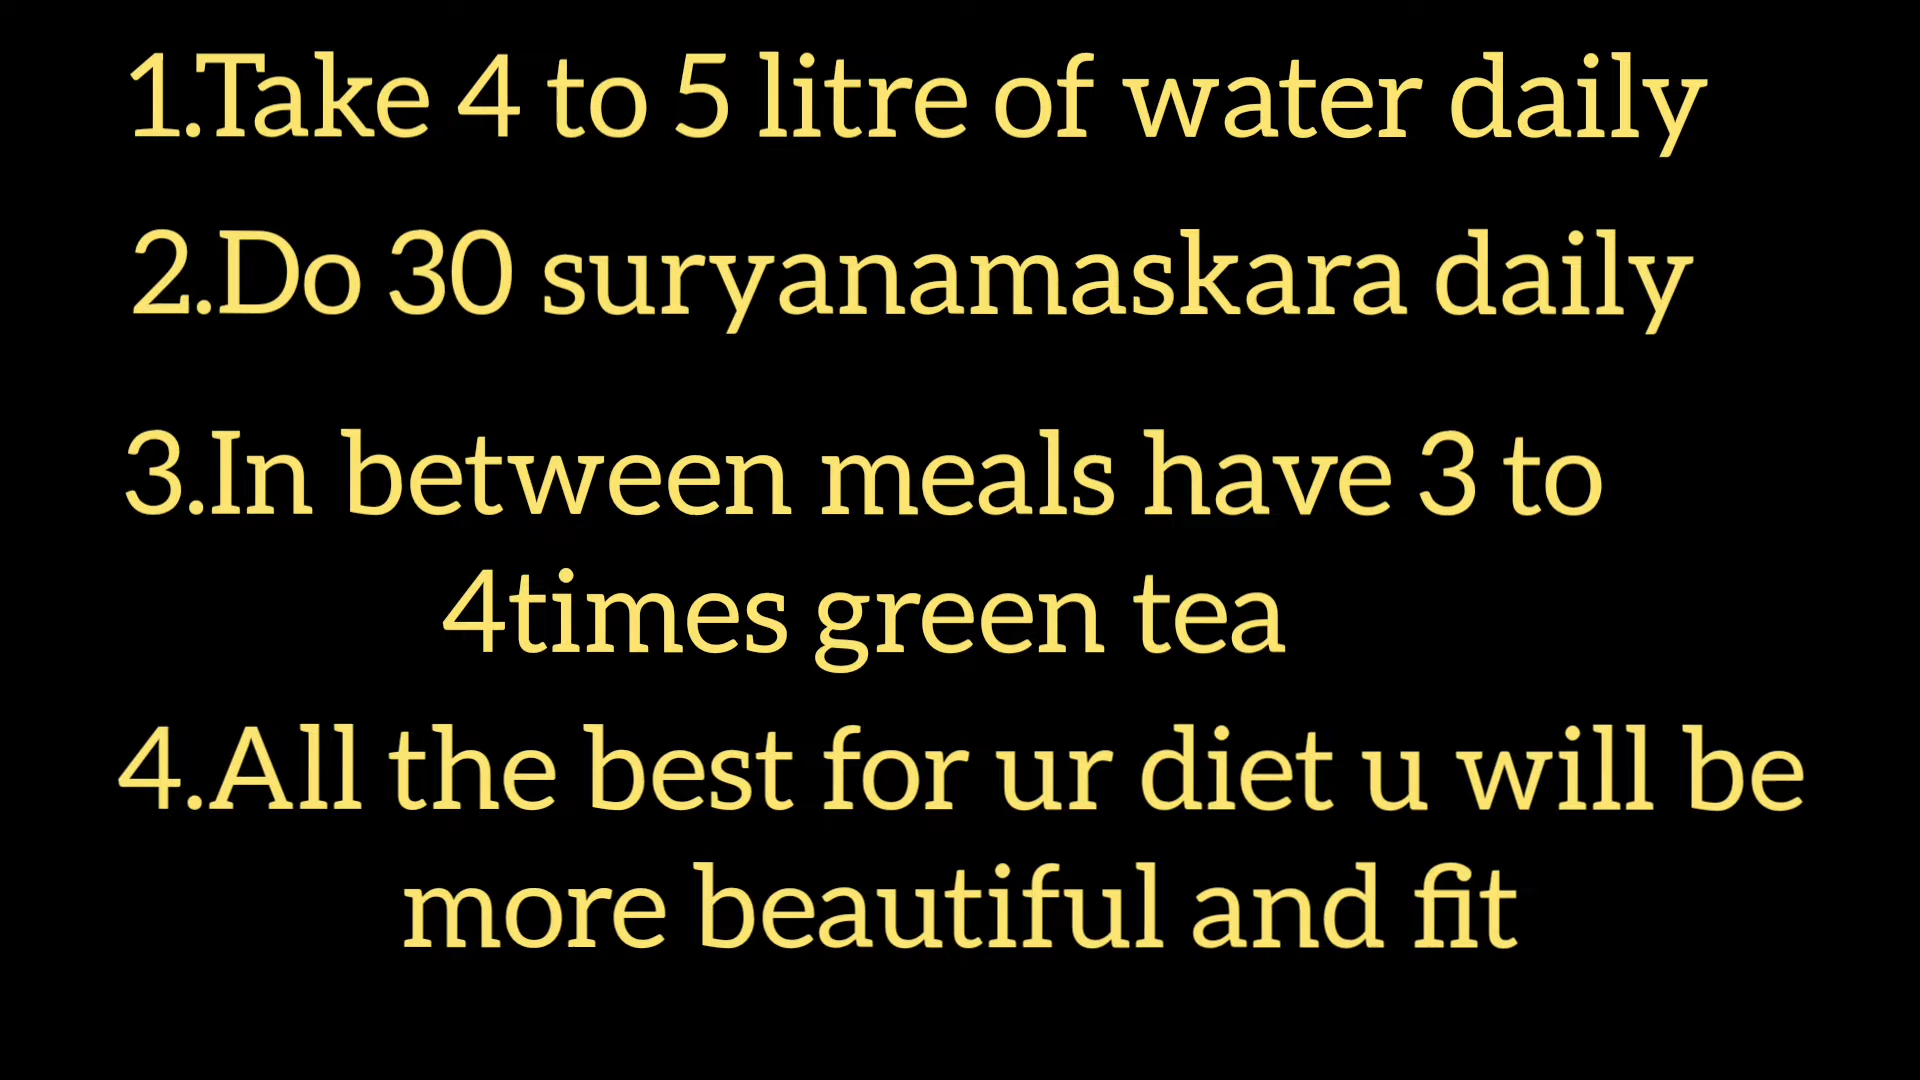 1.Take 4 to 5 litre of water daily
2.Do 30 suryanamaskara daily
3.In between meals have 3 to
4times green tea
4.All the best for ur diet u will be
more beautiful and fit